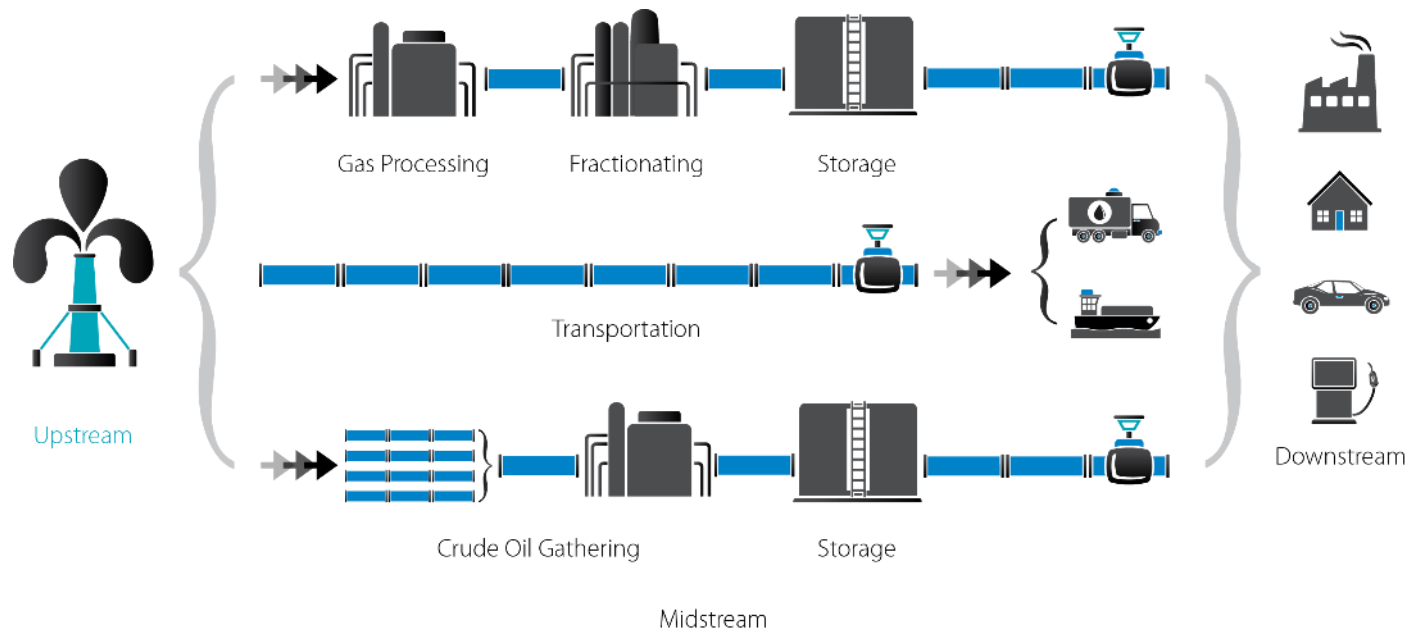 Gas Processing
Fractionating
Storage
Transportation
Upstream
Downstream
Crude Oil Gathering
Storage
Midstream